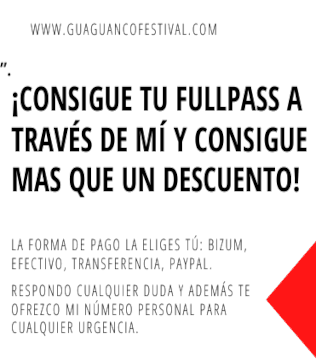 WWW.GUAGUANCOFESTIVAL.COM
”.
¡CONSIGUE TU FULLPASS A
TRAVÉS DE MÍ Y CONSIGUE
MAS QUE UN DESCUENTO!
LA FORMA DE PAGO LA ELIGES TÚ: BIZUM,
EFECTIVO, TRANSFERENCIA, PAYPAL.
RESPONDO CUALQUIER DUDA Y ADEMÁS TE
OFREZCO MI NÚMERO PERSONAL PARA
CUALQUIER URGENCIA.